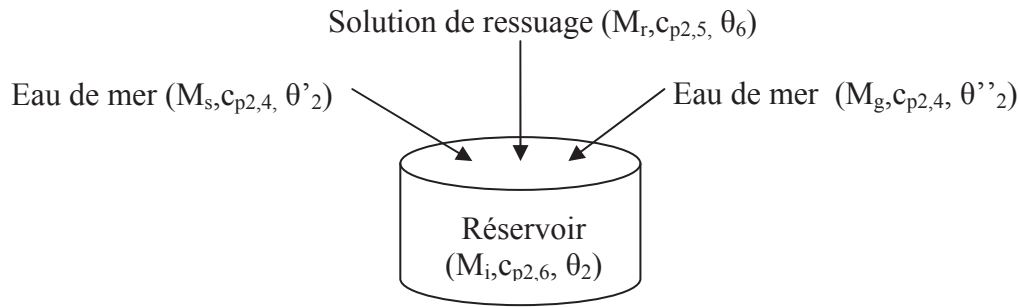 Solution de ressuage (Mr,cp2,5, θ6)
Eau de mer (Ms,cp2,4, θ’2)
Eau de mer (Mg,cp2,4, θ’’2)
Réservoir
(Mi,cp2,6, θ2)